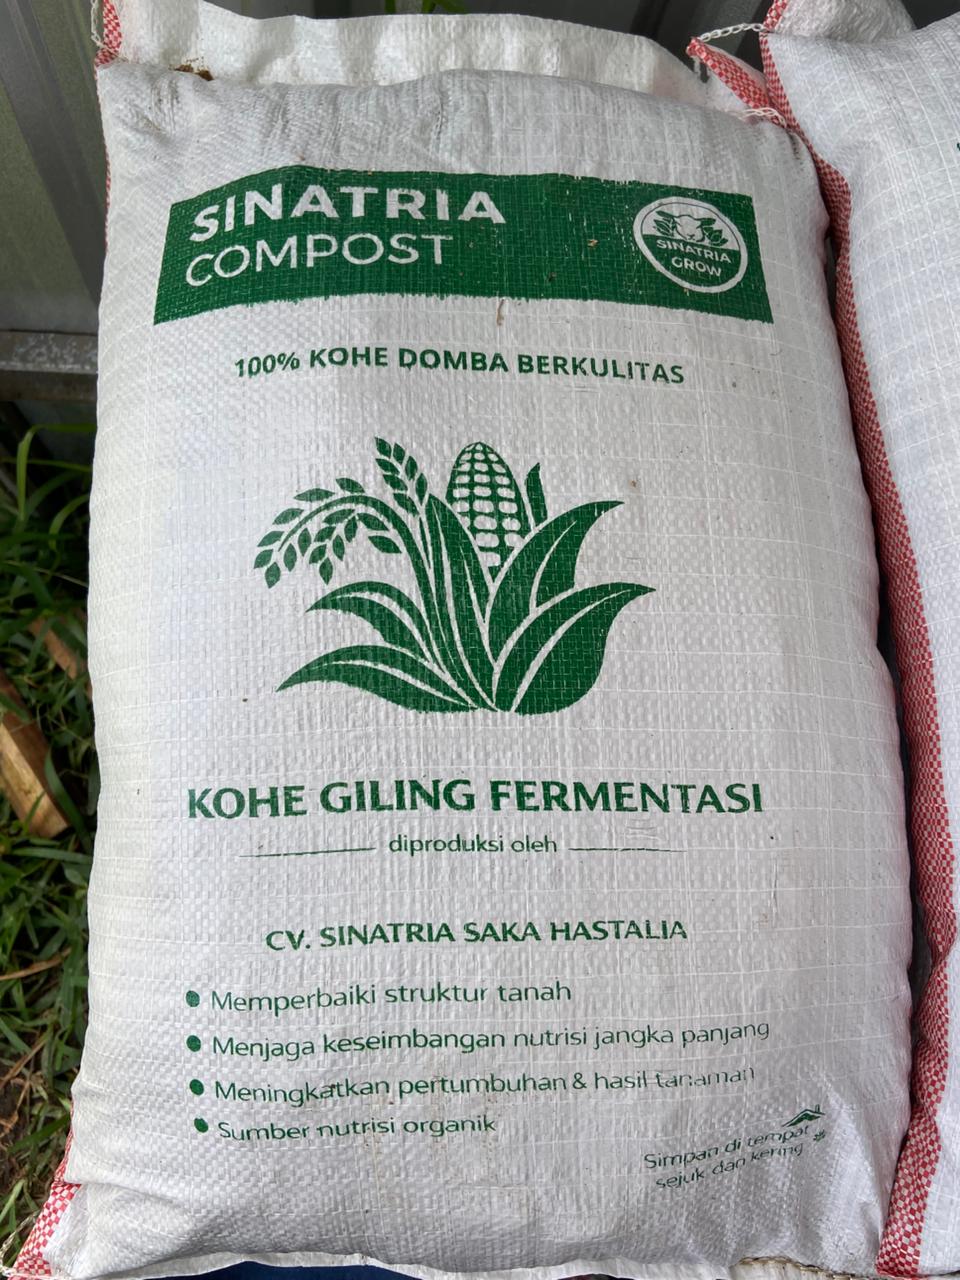 SINATRIA
COMPOST
SINATRIA
GROW
100% KOHE DOMBA BERKULITAS
KOHE GILING FERMENTASI
diproduksi oleh
CV. SINATRIA SAKA HASTALIA
Memperbaiki struktur tanah
Menjaga keseimbangan nutrisi jangka panjang
Meningkatkan pertumbuhan & hasil tanaman
Sumber nutrisi organik
Simpan di tempat
sejuk dan kering